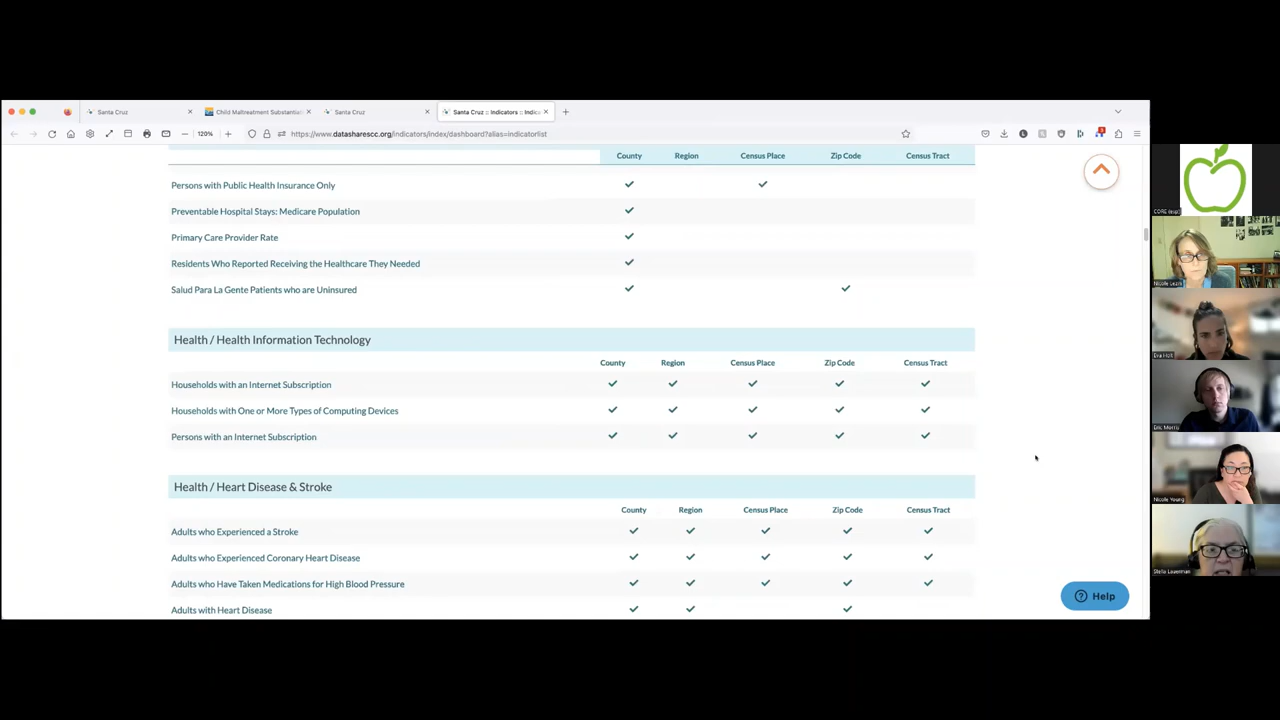 Santa Cruz
Child Maltreatment Substantia
Santa Cruz
Santa Cruz :: Indicators :: Indic
120%
https://www.datasharescc.org/indicators/index/dashboard?alias=indicatorlist
County Region Census Place Zip Code Census Tract
Persons with Public Health Insurance Only
Preventable Hospital Stays: Medicare Population
Primary Care Provider Rate
Residents Who Reported Receiving the Healthcare They Needed
Salud Para La Gente Patients who are Uninsured
Health / Health Information Technology
County Region Census Place Zip Code Census Tract
Households with an Internet Subscription
Households with One or More Types of Computing Devices
Persons with an Internet Subscription
Health / Heart Disease & Stroke
County Region Census Place Zip Code Census Tract
Adults who Experienced a Stroke
Adults who Experienced Coronary Heart Disease
Adults who Have Taken Medications for High Blood Pressure
Adults with Heart Disease
Help
Nicole Young